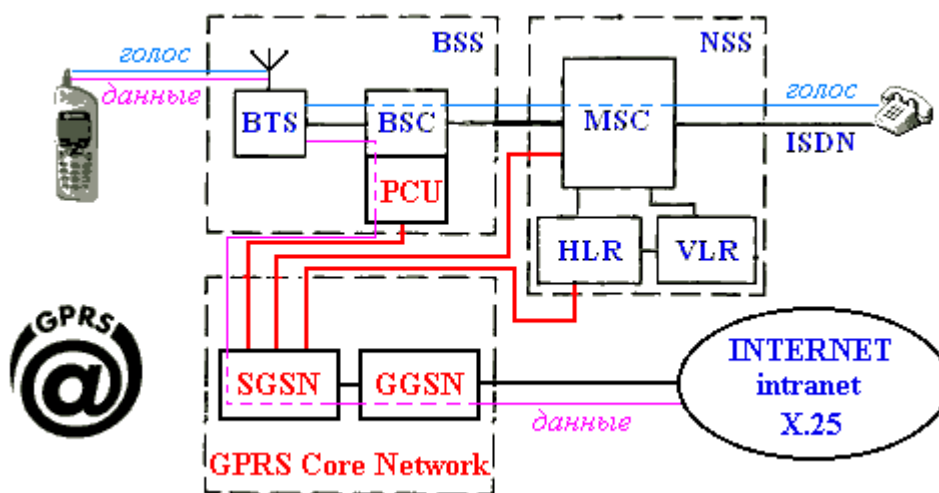 BSS
NSS
голос
данные
голос
BTS
BSC
MSC
ISDN
PCU
HLR
VLR
GPRS
@
SGSN
GGSN
INTERNET
intranet
X.25
данные
GPRS Core Network